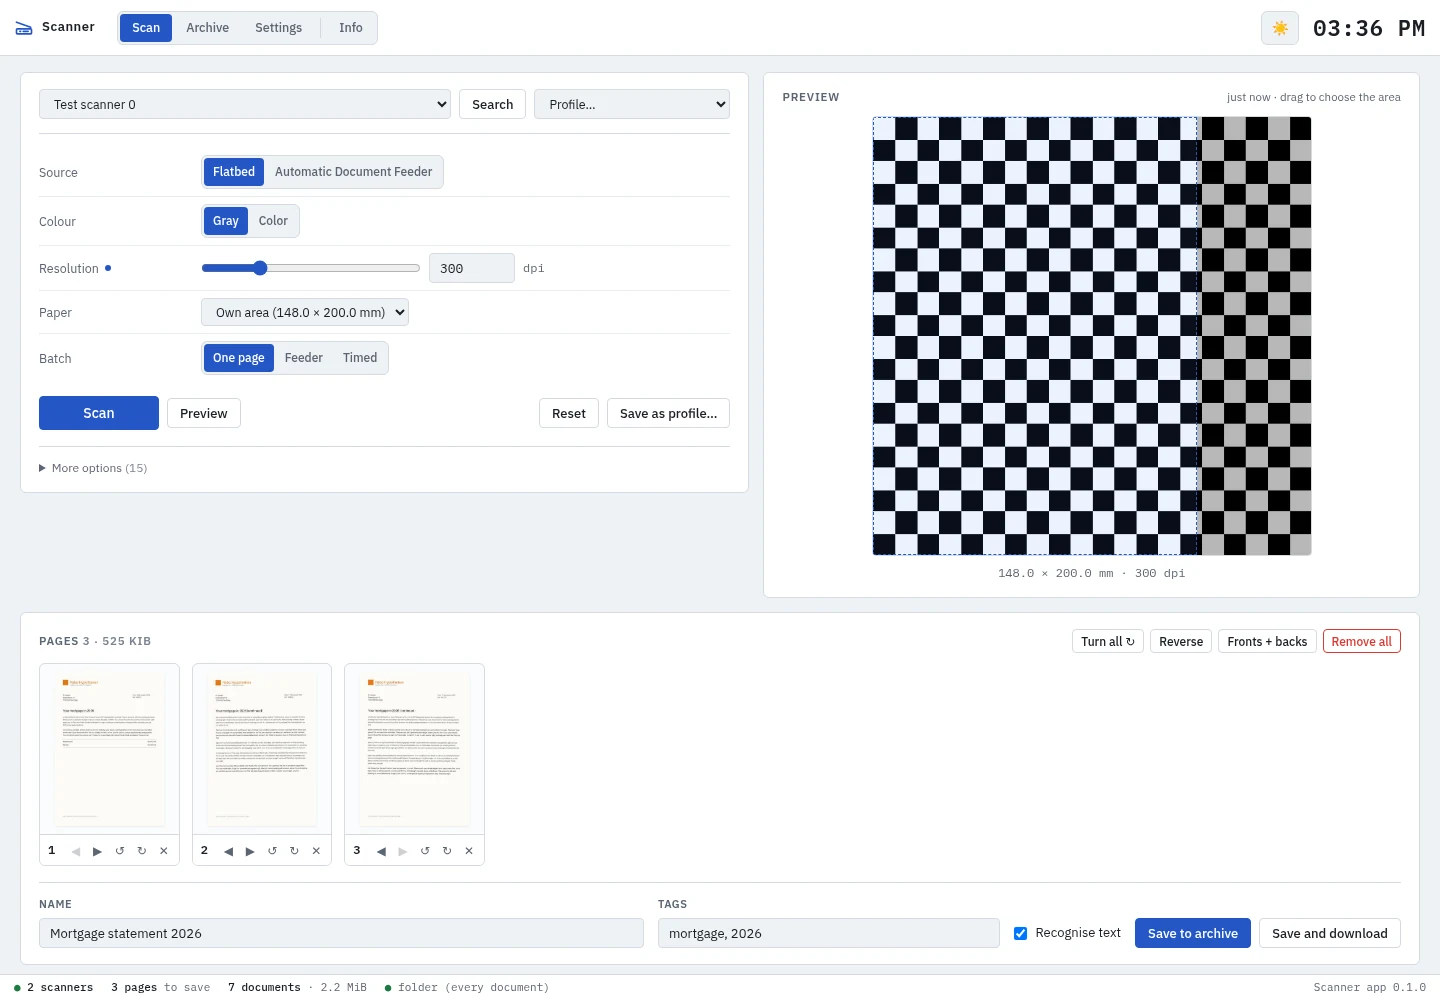 Scanner
Scan
Archive
Settings
Info
03:36 PM
Test scanner 0
Search
Profile...
Source
Flatbed
Automatic Document Feeder
Colour
Gray
Color
Resolution
300
dpi
Paper
Own area (148.0 × 200.0 mm)
Batch
One page
Feeder
Timed
Scan
Preview
Reset
Save as profile...
More options (15)
PREVIEW
just now · drag to choose the area
148.0 × 200.0 mm · 300 dpi
PAGES 3 · 525 KIB
Turn all ↻
Reverse
Fronts + backs
Remove all
1
2
3
NAME
Mortgage statement 2026
TAGS
mortgage, 2026
Recognise text
Save to archive
Save and download
2 scanners
3 pages to save
7 documents · 2.2 MiB
folder (every document)
Scanner app 0.1.0